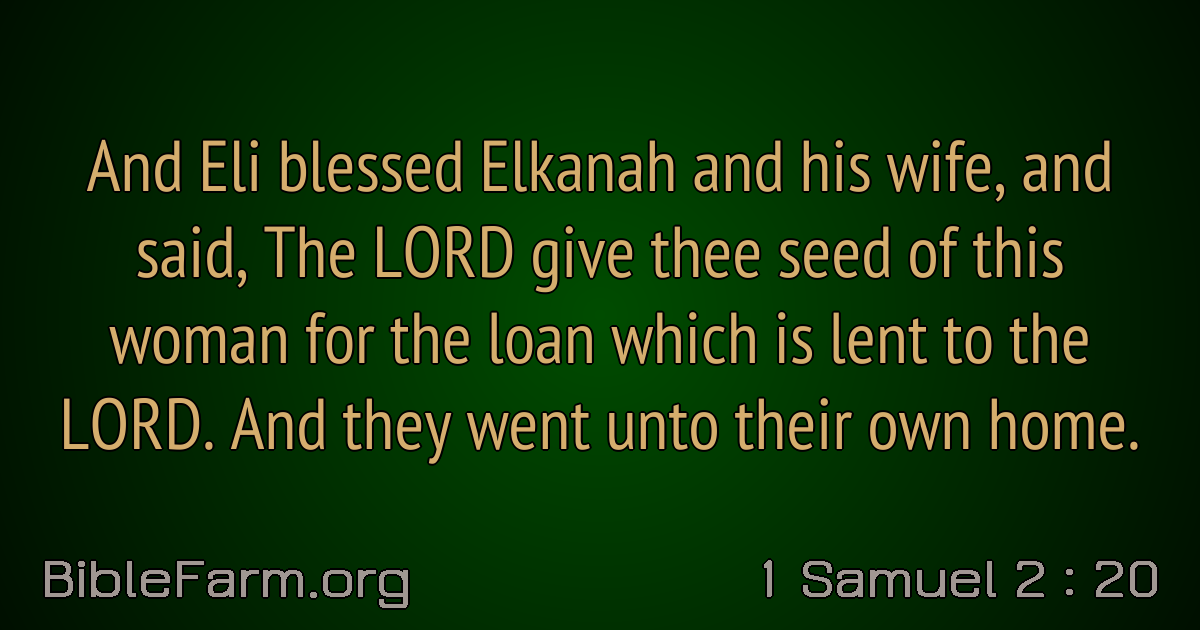 And Eli blessed Elkanah and his wife, and
said, The LORD give thee seed of this
woman for the loan which is lent to the
LORD. And they went unto their own home.
BibleFarm.org
1 Samuel 2 : 20